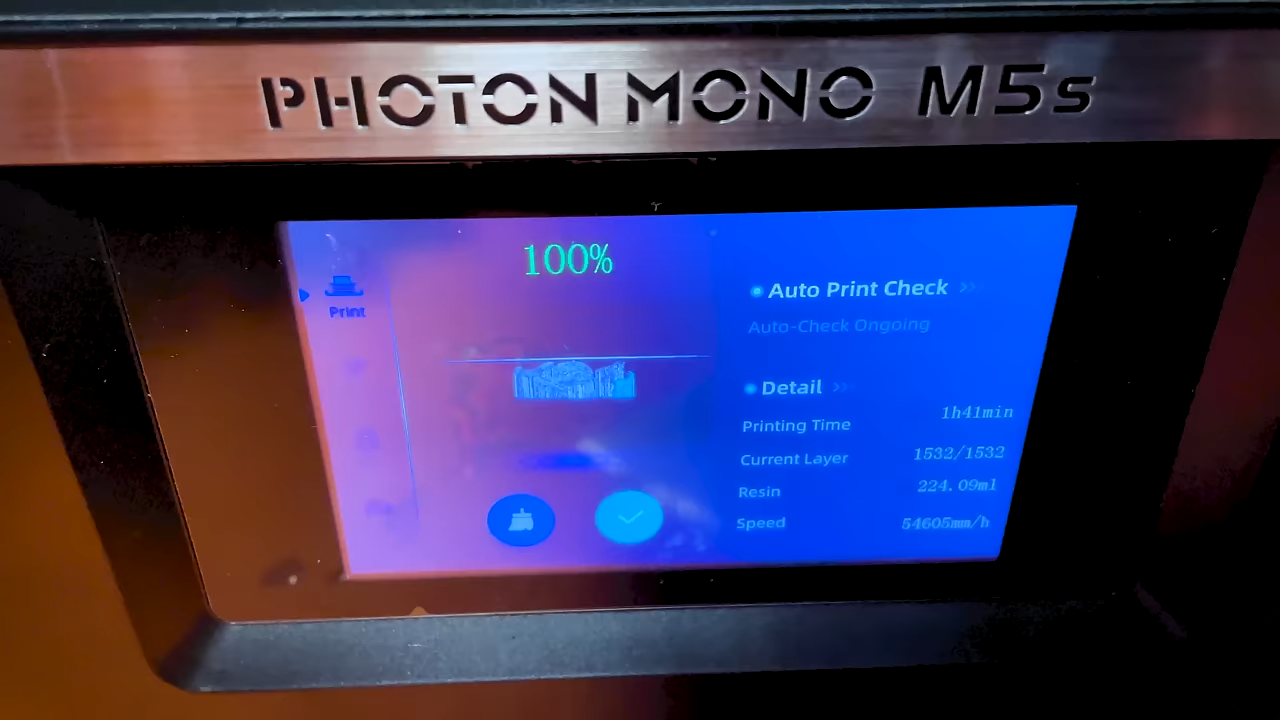 PHOTON MONO M5s
100%
Print
Auto Print Check
Auto-Check Ongoing
Detail
Printing Time 1h41min
Current Layer 1532/1532
Resin 224.09ml
Speed 54605mm/h